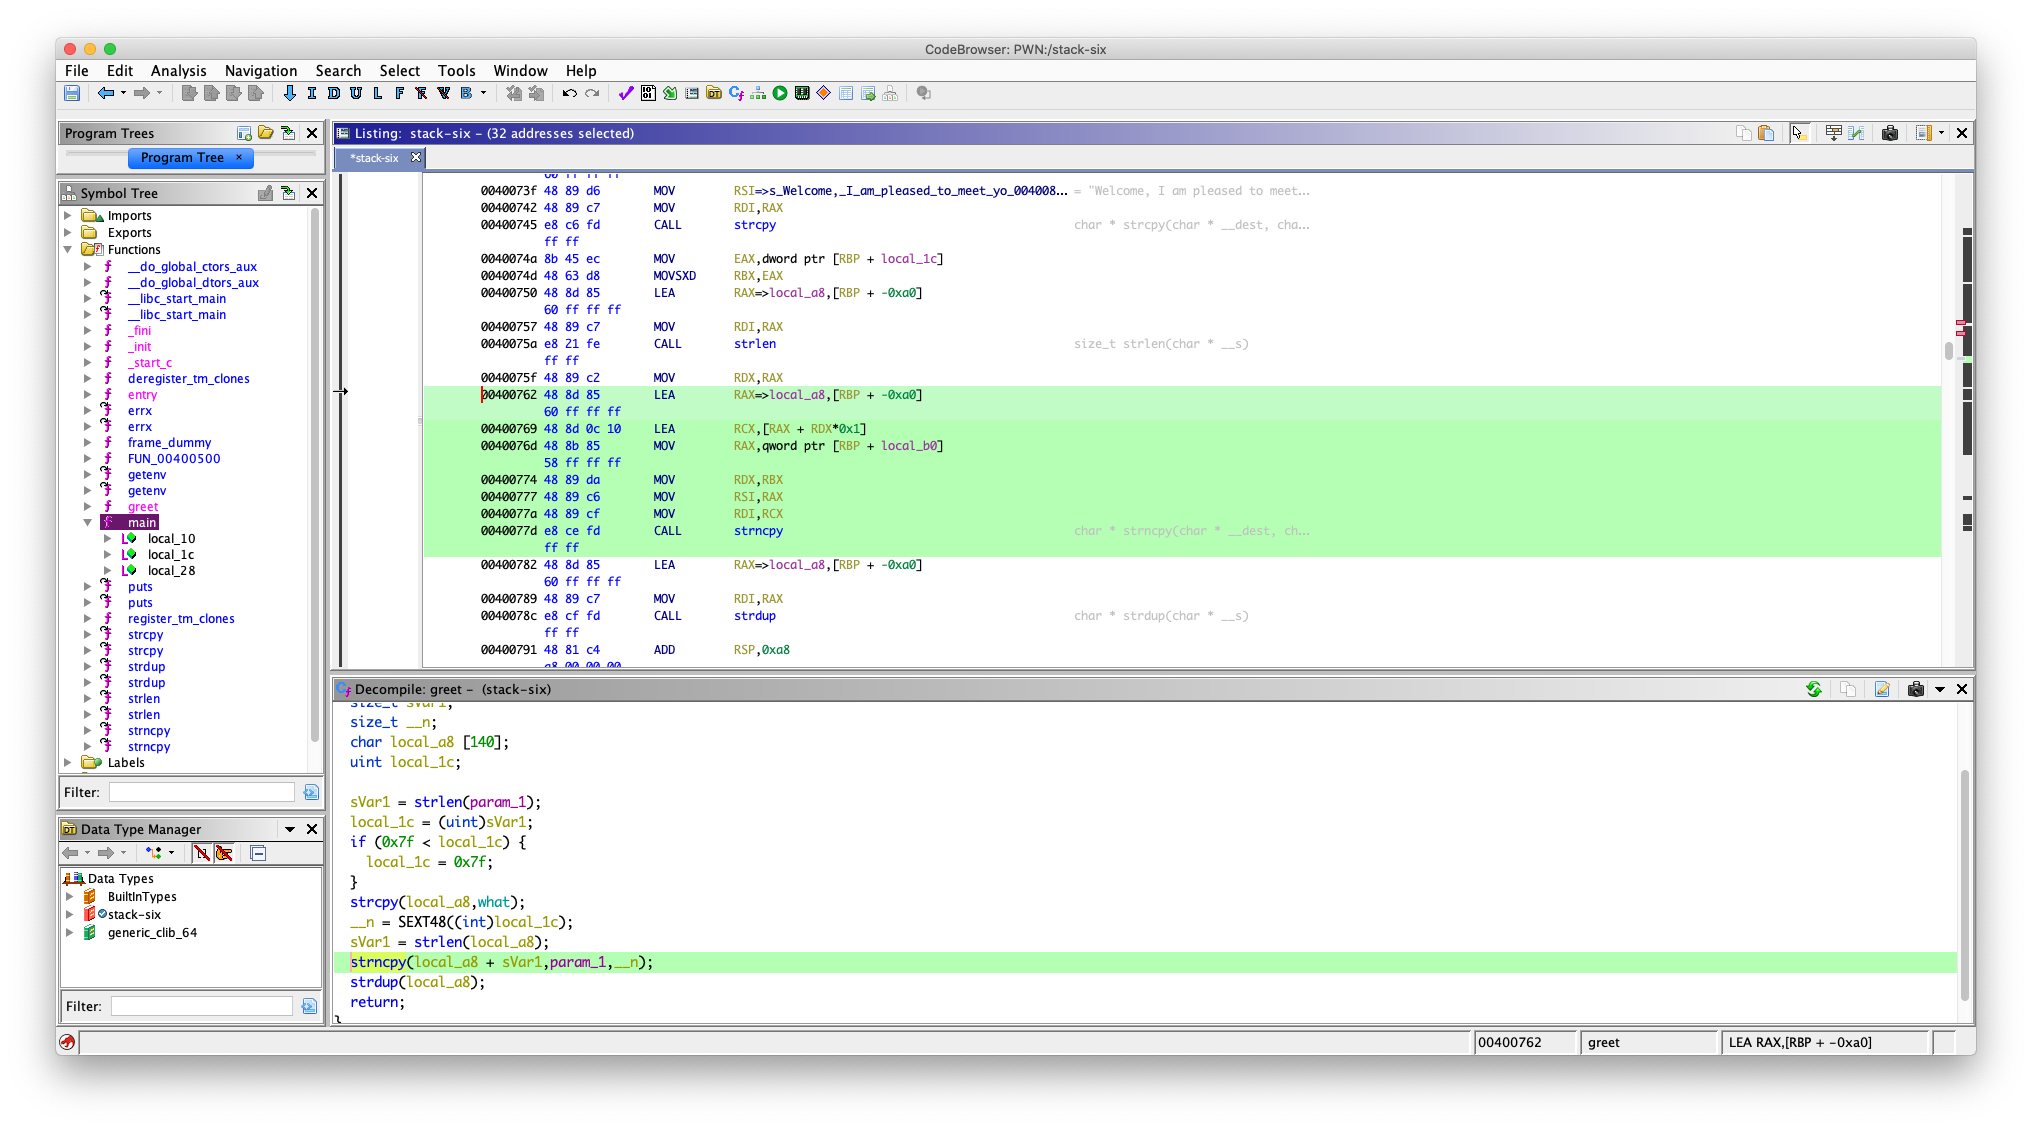 CodeBrowser: PWN:/stack-six
File Edit Analysis Navigation Search Select Tools Window Help
I D U L F B
Program Trees
Program Tree ×
Symbol Tree
Imports
Exports
Functions
__do_global_ctors_aux
__do_global_dtors_aux
__libc_start_main
__libc_start_main
_fini
_init
_start_c
deregister_tm_clones
entry
errx
errx
frame_dummy
FUN_00400500
getenv
getenv
greet
main
local_10
local_1c
local_28
puts
puts
register_tm_clones
strcpy
strcpy
strdup
strdup
strlen
strlen
strncpy
strncpy
Labels
Filter:
Data Type Manager
Data Types
BuiltInTypes
stack-six
generic_clib_64
Filter:
Listing: stack-six - (32 addresses selected)
*stack-six
60 ff ff ff
0040073f 48 89 d6 MOV RSI=>s_Welcome,_I_am_pleased_to_meet_yo_004008... = "Welcome, I am pleased to meet...
00400742 48 89 c7 MOV RDI,RAX
00400745 e8 c6 fd CALL strcpy char * strcpy(char * __dest, cha...
ff ff
0040074a 8b 45 ec MOV EAX,dword ptr [RBP + local_1c]
0040074d 48 63 d8 MOVSXD RBX,EAX
00400750 48 8d 85 LEA RAX=>local_a8,[RBP + -0xa0]
60 ff ff ff
00400757 48 89 c7 MOV RDI,RAX
0040075a e8 21 fe CALL strlen size_t strlen(char * __s)
ff ff
0040075f 48 89 c2 MOV RDX,RAX
00400762 48 8d 85 LEA RAX=>local_a8,[RBP + -0xa0]
60 ff ff ff
00400769 48 8d 0c 10 LEA RCX,[RAX + RDX*0x1]
0040076d 48 8b 85 MOV RAX,qword ptr [RBP + local_b0]
58 ff ff ff
00400774 48 89 da MOV RDX,RBX
00400777 48 89 c6 MOV RSI,RAX
0040077a 48 89 cf MOV RDI,RCX
0040077d e8 ce fd CALL strncpy char * strncpy(char * __dest, ch...
ff ff
00400782 48 8d 85 LEA RAX=>local_a8,[RBP + -0xa0]
60 ff ff ff
00400789 48 89 c7 MOV RDI,RAX
0040078c e8 cf fd CALL strdup char * strdup(char * __s)
ff ff
00400791 48 81 c4 ADD RSP,0xa8
a8 00 00 00
Decompile: greet - (stack-six)
size_t sVar1;
size_t __n;
char local_a8 [140];
uint local_1c;
sVar1 = strlen(param_1);
local_1c = (uint)sVar1;
if (0x7f < local_1c) {
local_1c = 0x7f;
}
strcpy(local_a8,what);
__n = SEXT48((int)local_1c);
sVar1 = strlen(local_a8);
strncpy(local_a8 + sVar1,param_1,__n);
strdup(local_a8);
return;
}
00400762 greet LEA RAX,[RBP + -0xa0]